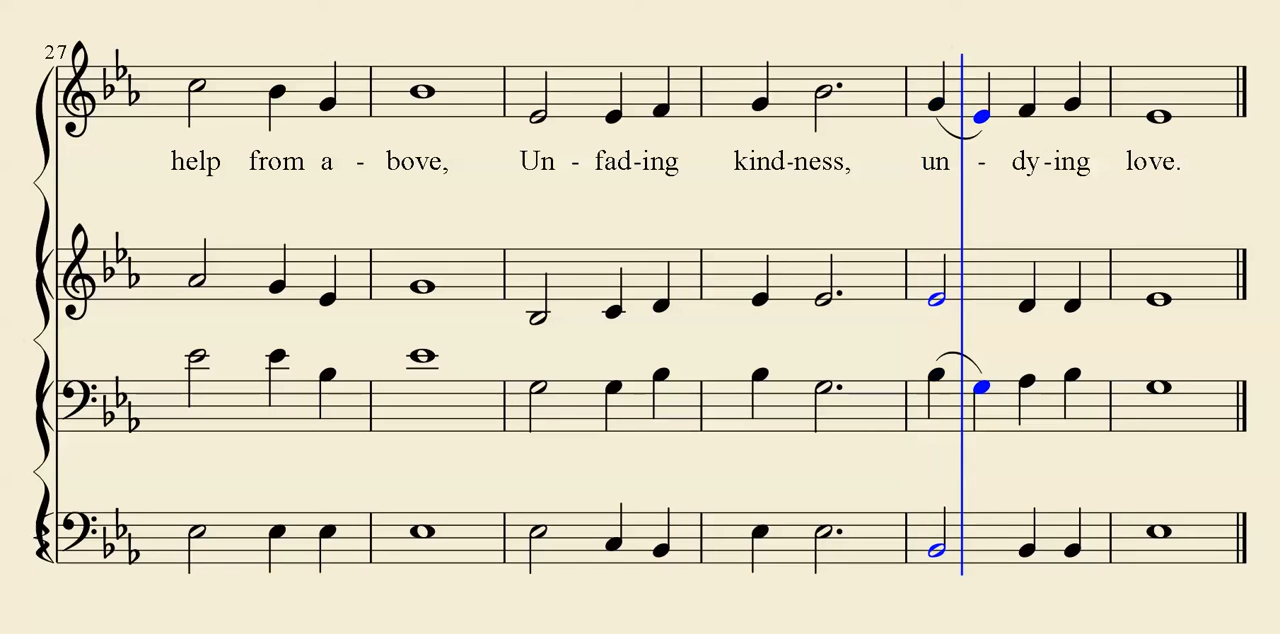 27
help from a - bove, Un - fad-ing kind-ness, un - dy-ing love.